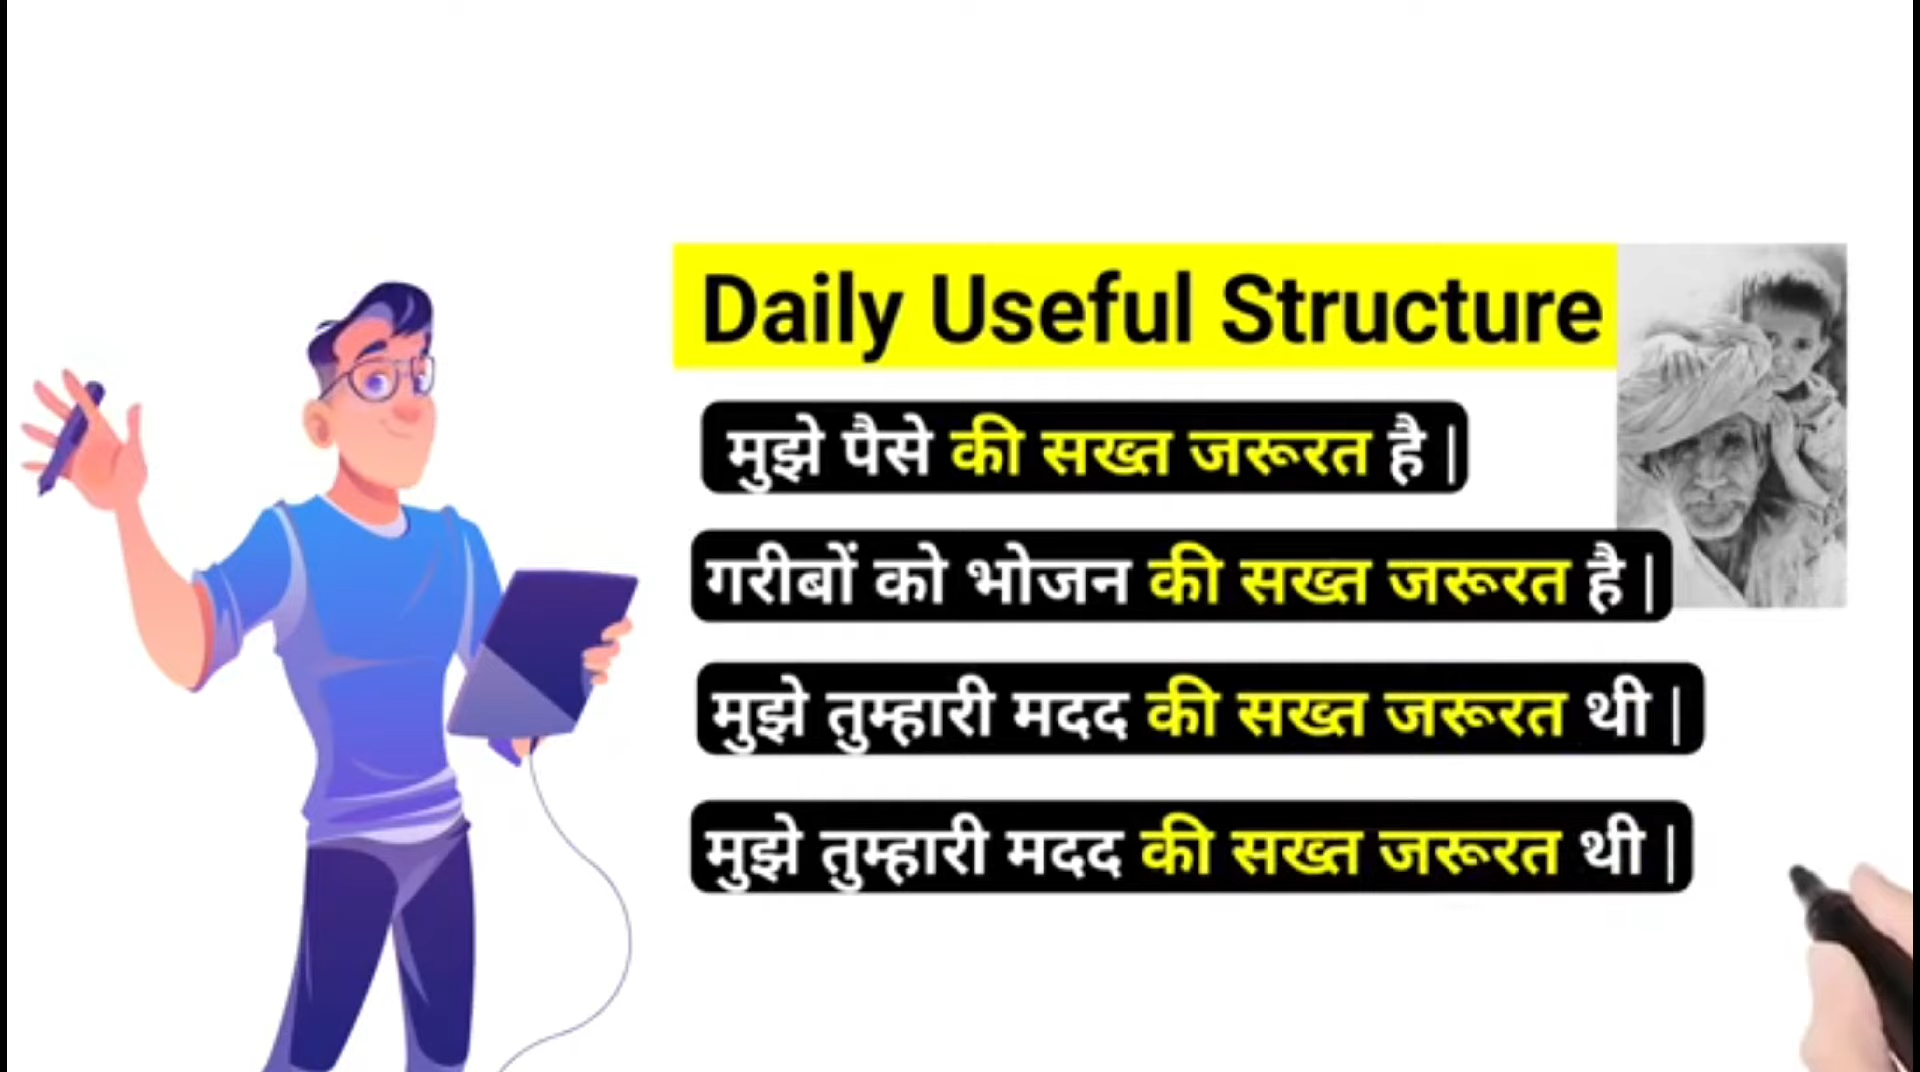 Daily Useful Structure
मुझे पैसे की सख्त जरूरत है |
गरीबों को भोजन की सख्त जरूरत है |
मुझे तुम्हारी मदद की सख्त जरूरत थी |
मुझे तुम्हारी मदद की सख्त जरूरत थी |